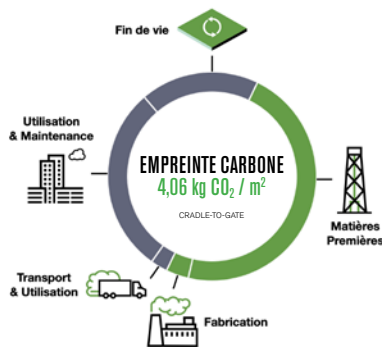 Fin de vie
Utilisation
& Maintenance
EMPREINTE CARBONE
4,06 kg CO₂ / m²
CRADLE-TO-GATE
Matières
Premières
Transport
& Utilisation
Fabrication